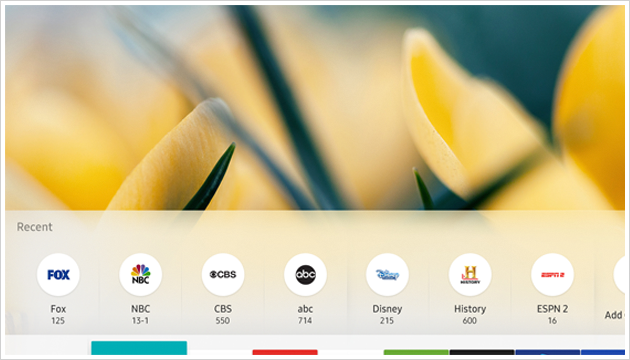 Recent
FOX
NBC
CBS
abc
Disney
H
HISTORY
ESPN 2
Fox
NBC
CBS
abc
Disney
History
ESPN 2
125
13-1
550
714
215
600
16
Add